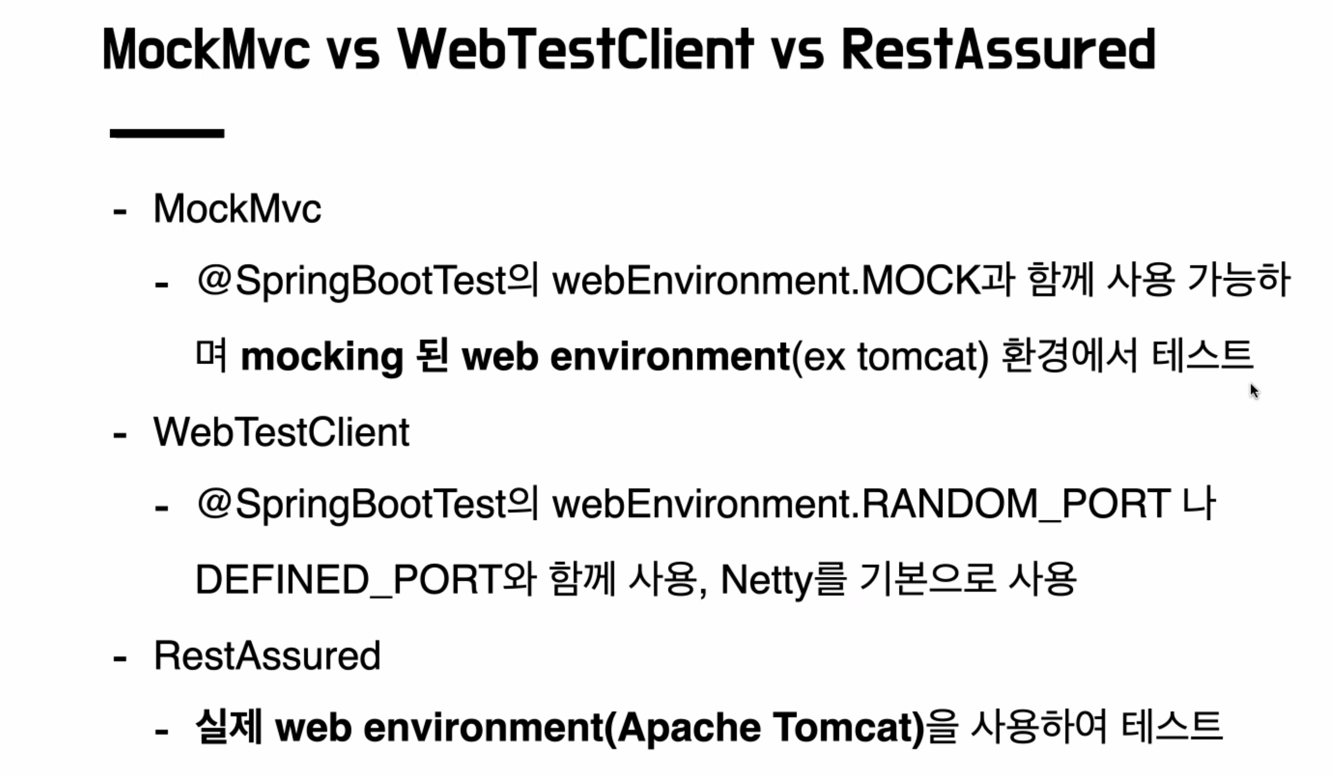 MockMvc vs WebTestClient vs RestAssured
- MockMvc
- @SpringBootTest의 webEnvironment.MOCK과 함께 사용 가능하
며 mocking 된 web environment(ex tomcat) 환경에서 테스트
- WebTestClient
- @SpringBootTest의 webEnvironment.RANDOM_PORT 나
DEFINED_PORT와 함께 사용, Netty를 기본으로 사용
- RestAssured
- 실제 web environment(Apache Tomcat)을 사용하여 테스트